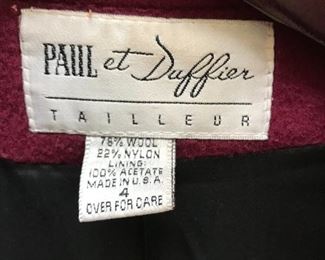 PAUL et Duffier
TAILLEUR
78% WOOL
22% NYLON
LINING:
100% ACETATE
MADE IN U.S.A.
4
OVER FOR CARE